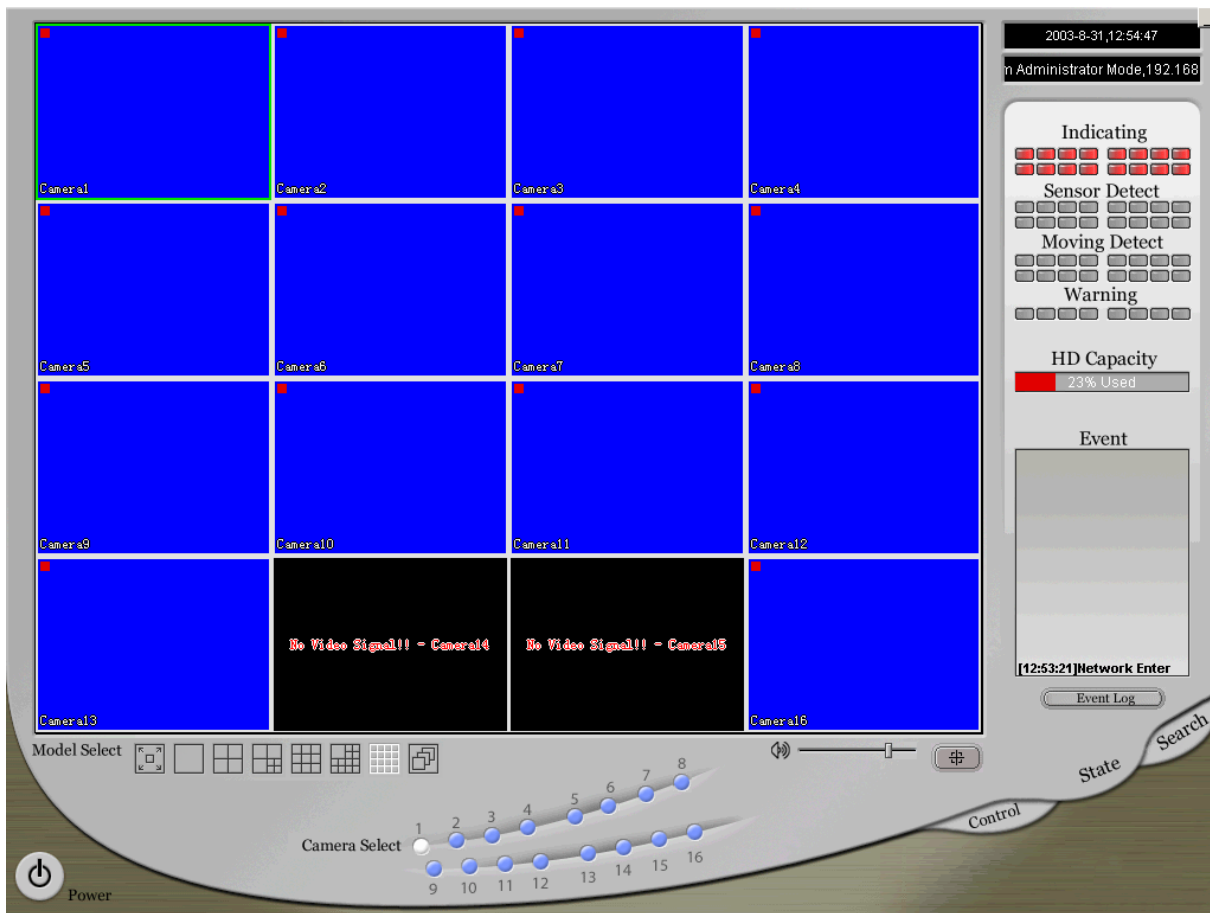 2003-8-31,12:54:47
n Administrator Mode,192.168
Camera1
Camera2
Camera3
Camera4
Camera5
Camera6
Camera7
Camera8
Camera9
Camera10
Camera11
Camera12
Camera13
No Video Signal!! - Camera14
No Video Signal!! - Camera15
Camera16
Indicating
Sensor Detect
Moving Detect
Warning
HD Capacity
23% Used
Event
[12:53:21]Network Enter
Event Log
Search
State
Control
Model Select
Camera Select
1 2 3 4 5 6 7 8
9 10 11 12 13 14 15 16
Power